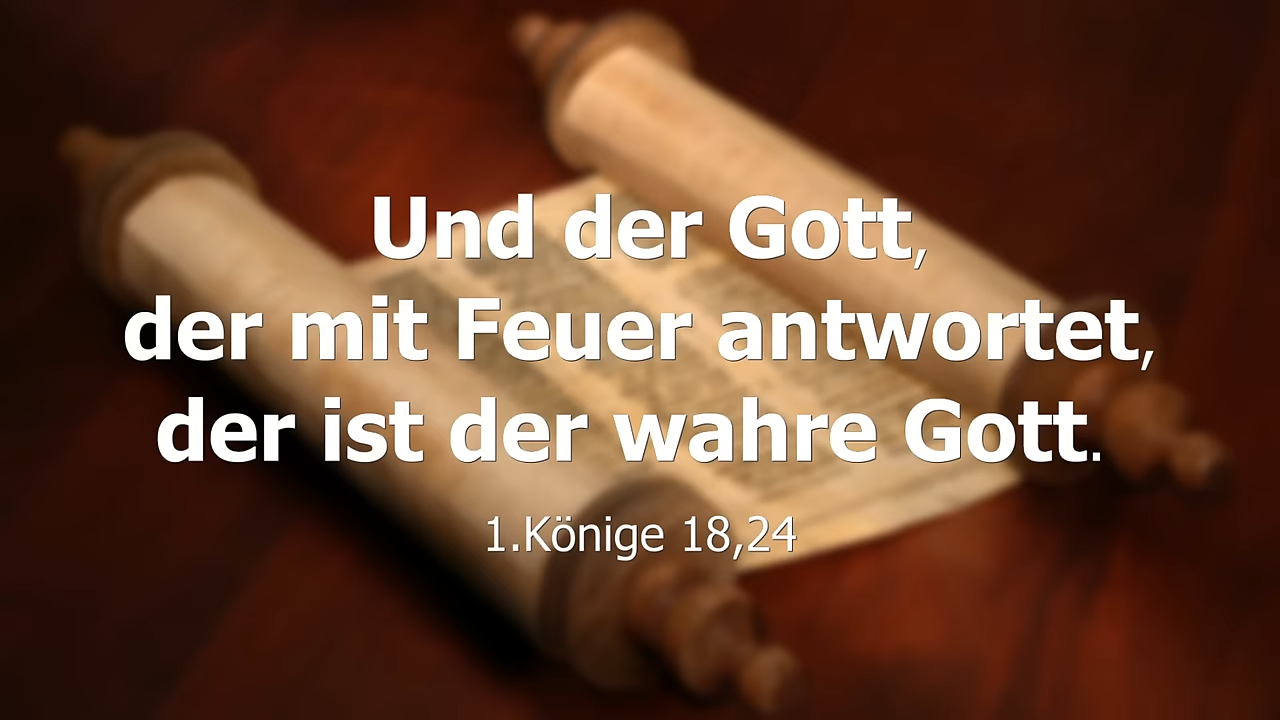 Und der Gott,
der mit Feuer antwortet,
der ist der wahre Gott.
1.Könige 18,24